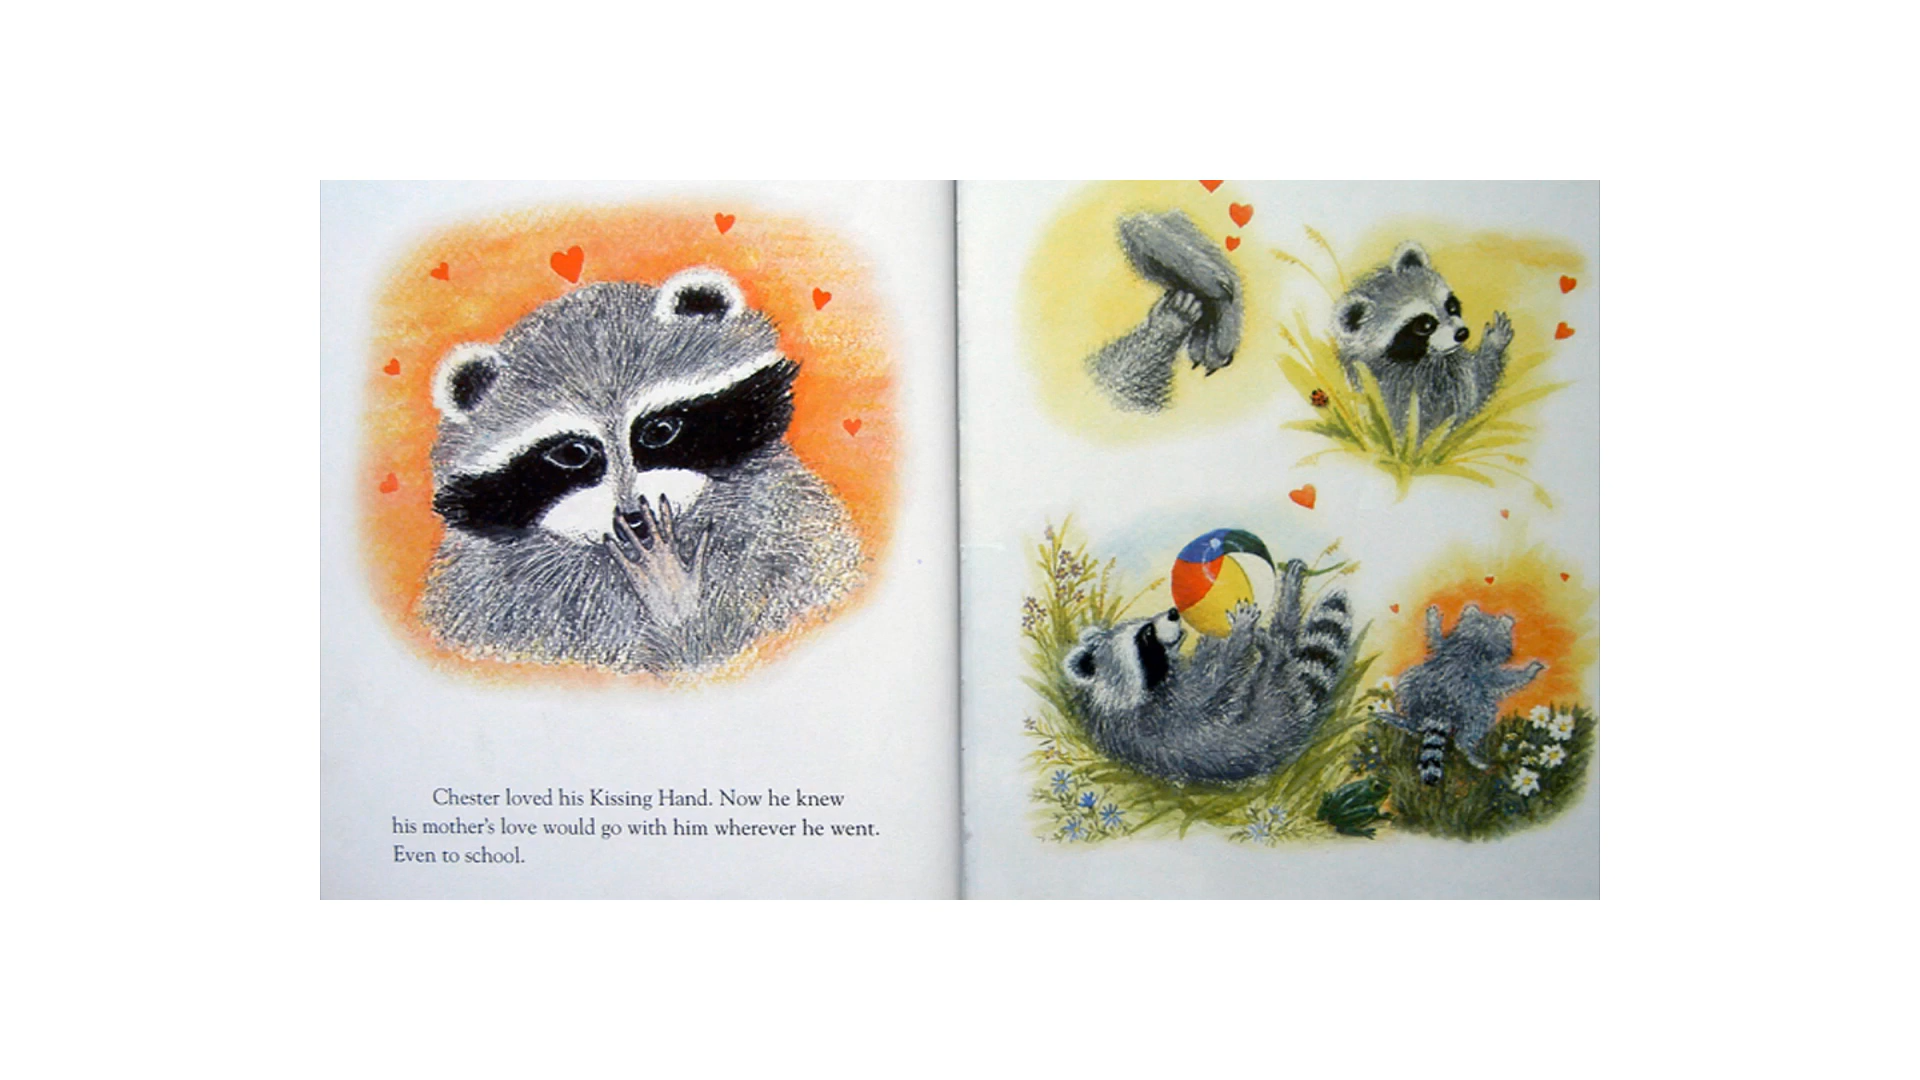 Chester loved his Kissing Hand. Now he knew
his mother's love would go with him wherever he went.
Even to school.